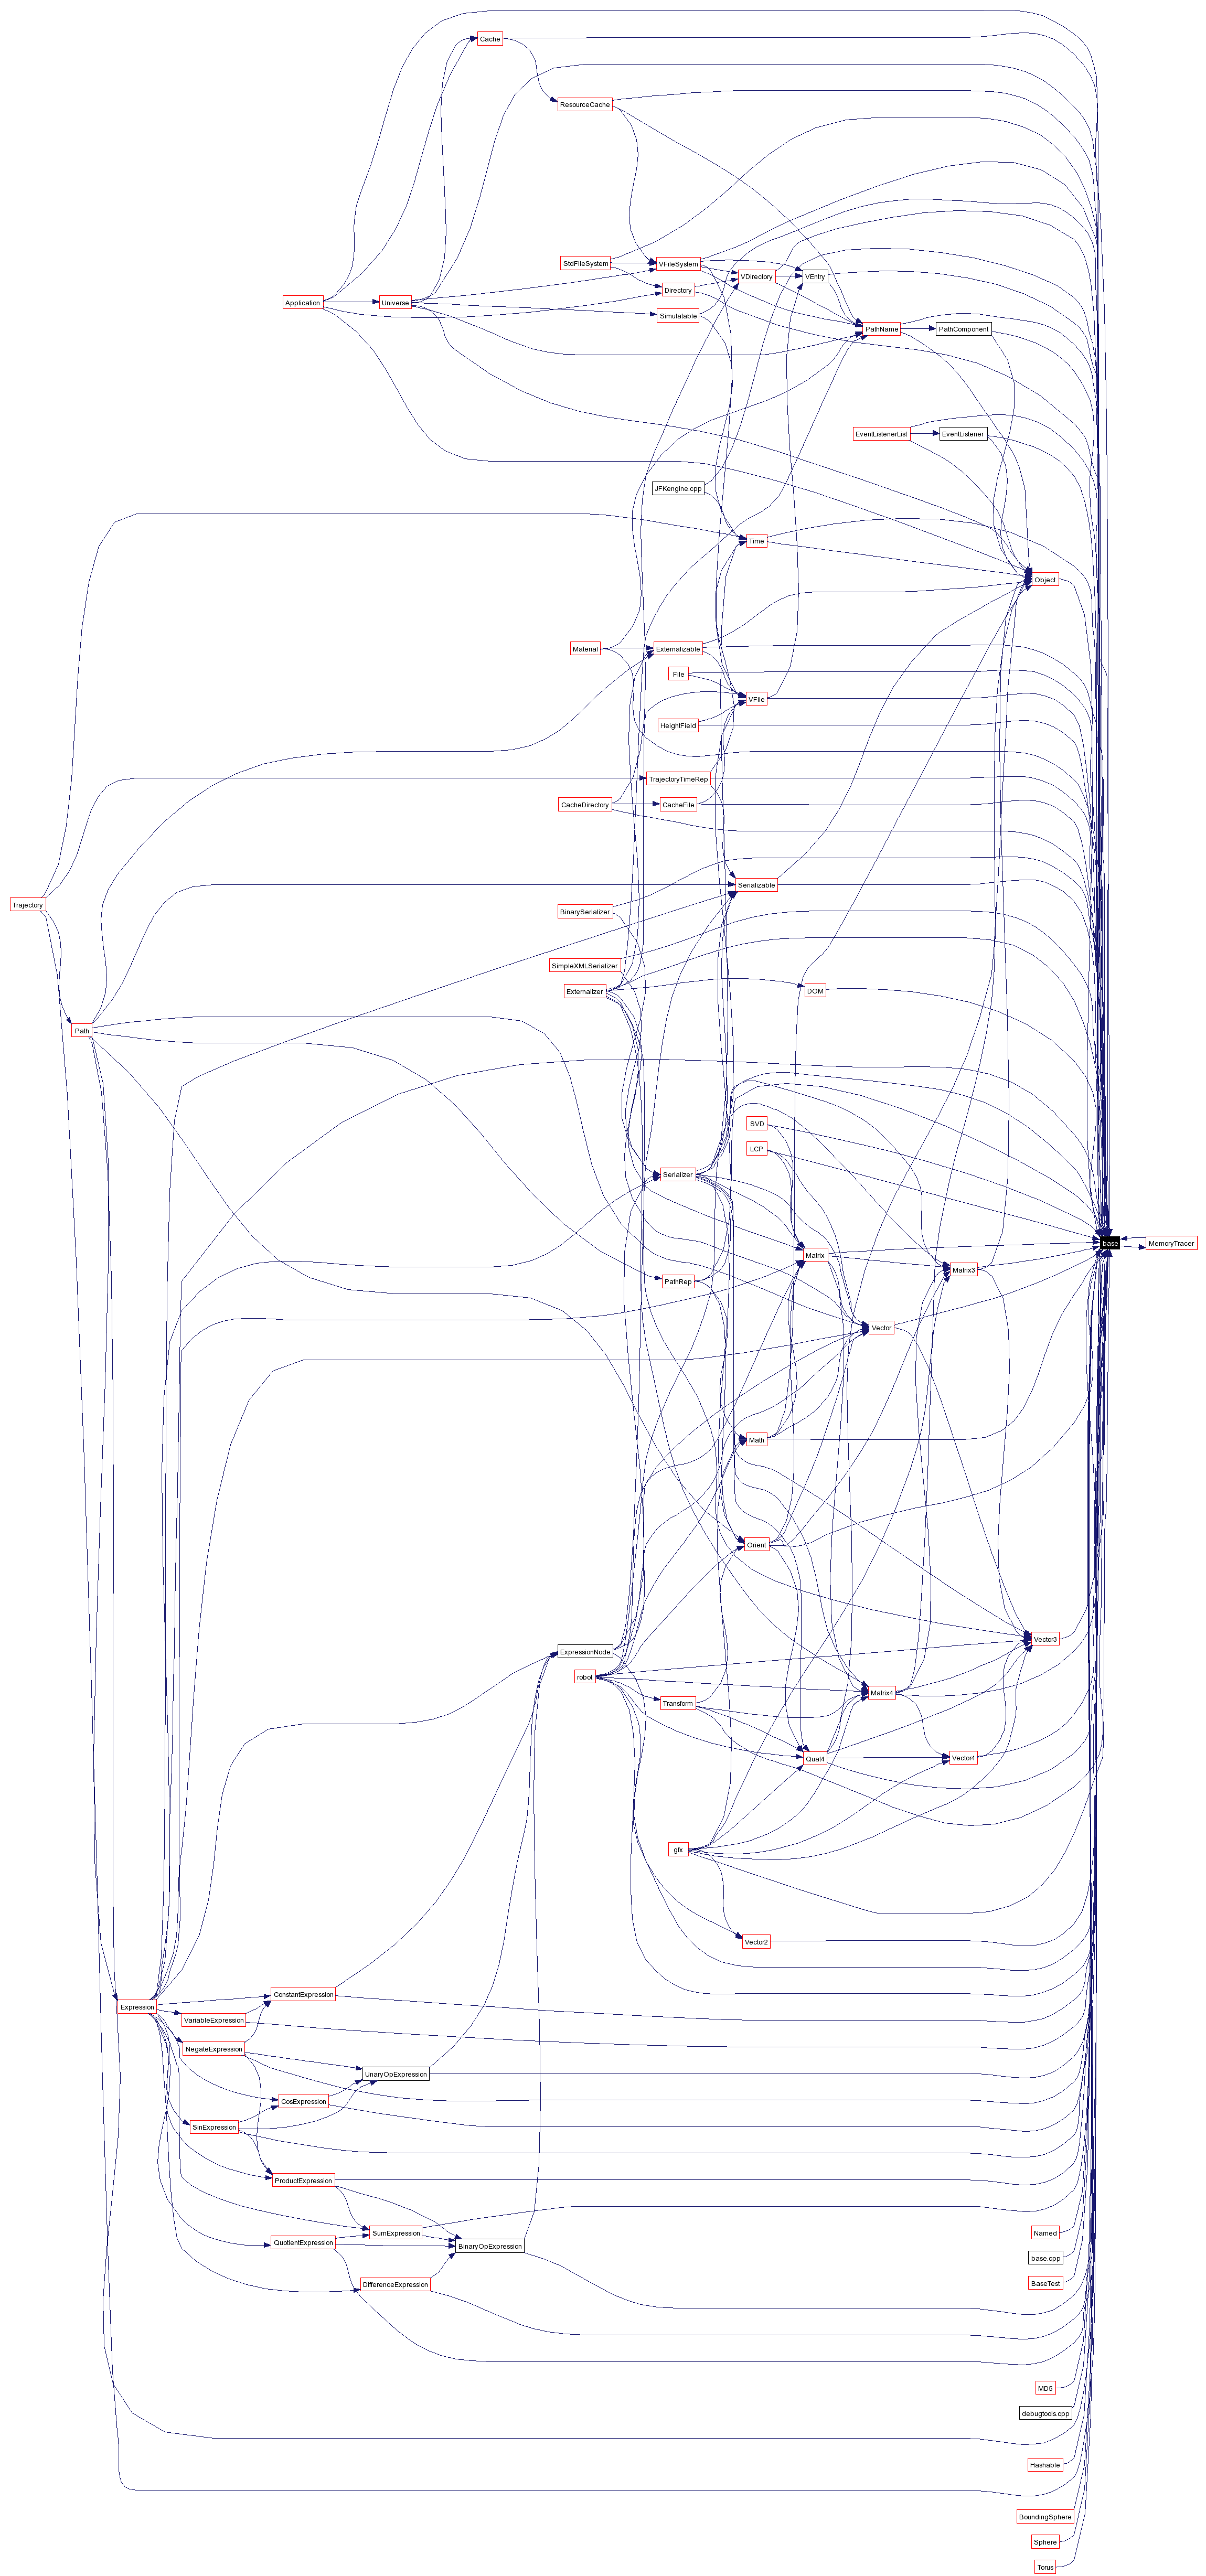 Cache
ResourceCache
StdFileSystem
VFileSystem
VDirectory
VEntry
Directory
Application
Universe
Simulatable
PathName
PathComponent
EventListenerList
EventListener
JFKengine.cpp
Time
Object
Material
Externalizable
File
VFile
HeightField
TrajectoryTimeRep
CacheDirectory
CacheFile
Serializable
Trajectory
BinarySerializer
SimpleXMLSerializer
Externalizer
DOM
Path
SVD
LCP
Serializer
base
MemoryTracer
Matrix
Matrix3
PathRep
Vector
Math
Orient
Vector3
ExpressionNode
robot
Matrix4
Transform
Quat4
Vector4
gfx
Vector2
ConstantExpression
Expression
VariableExpression
NegateExpression
UnaryOpExpression
CosExpression
SinExpression
ProductExpression
SumExpression
Named
QuotientExpression
BinaryOpExpression
base.cpp
DifferenceExpression
BaseTest
MD5
debugtools.cpp
Hashable
BoundingSphere
Sphere
Torus